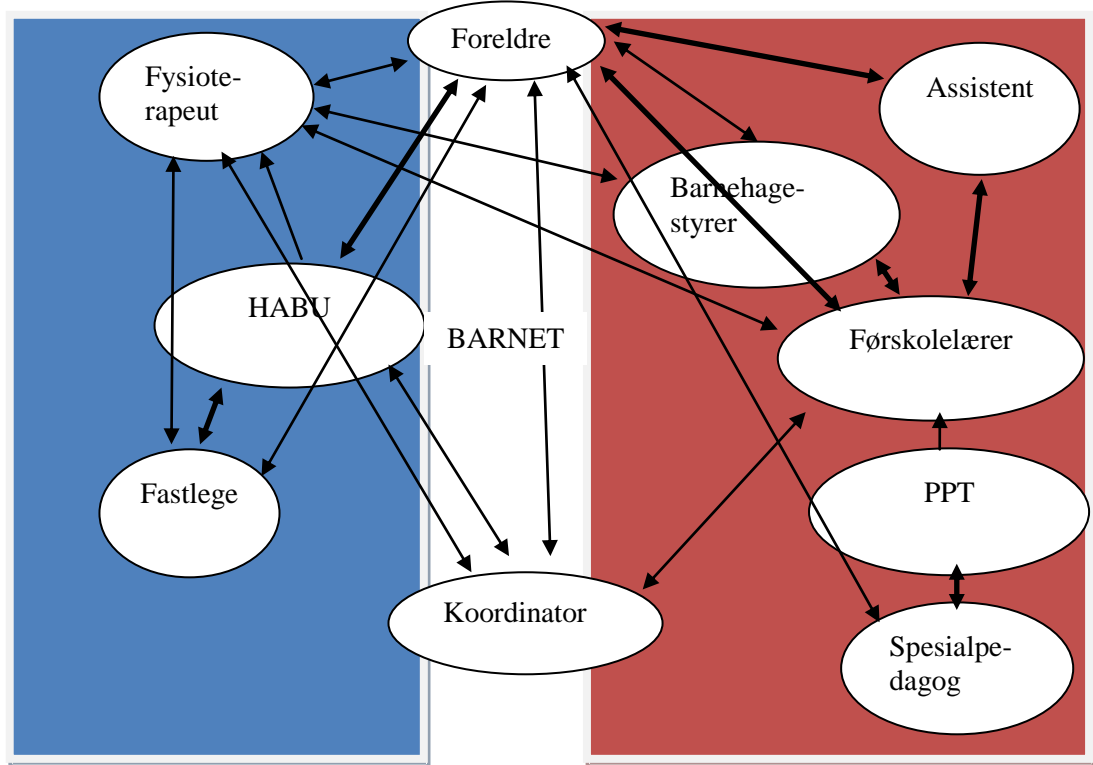 Foreldre
Fysiote-
rapeut
Assistent
Barnehage-
styrer
HABU
BARNET
Førskolelærer
Fastlege
PPT
Koordinator
Spesialpe-
dagog